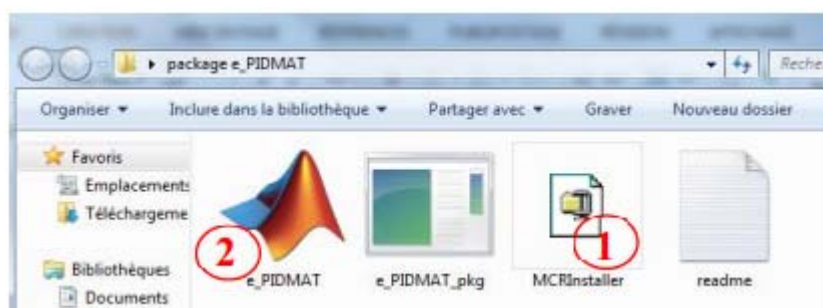 package e_PIDMAT
Reche
Organiser Inclure dans la bibliothèque Partager avec Graver Nouveau dossier
Favoris
Emplacements
Téléchargeme
Bibliothèques
Documents
2
1
e_PIDMAT e_PIDMAT_pkg MCRInstaller readme